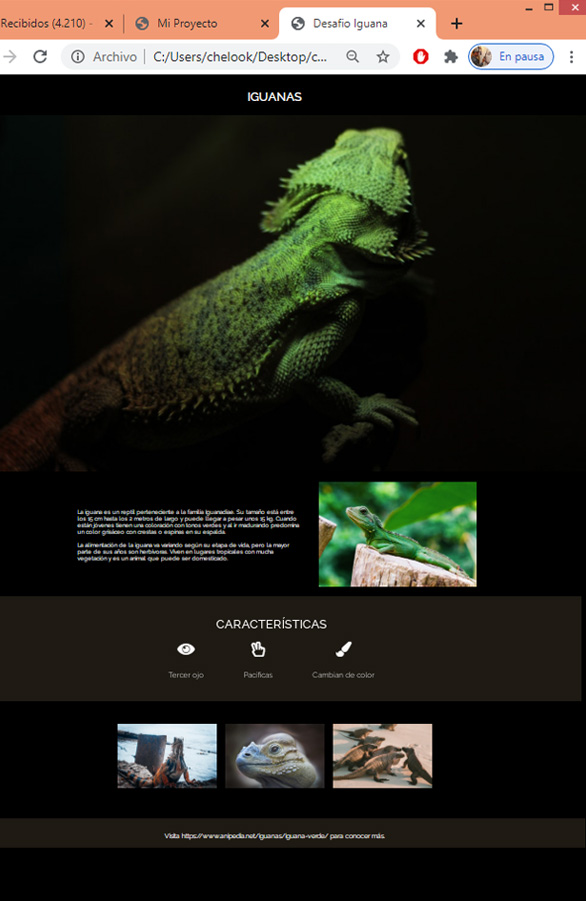 Recibidos (4.210) -
Mi Proyecto
Desafio Iguana
Archivo
C:/Users/chelook/Desktop/c...
En pausa
IGUANAS
La iguana es un reptil perteneciente a la familia Iguanadiae. Su tamaño está entre
los 15 cm hasta los 2 metros de largo y puede llegar a pesar unos 15 kg. Cuando
están jóvenes tienen una coloración con tonos verdes y al ir madurando predomina
un color grisáceo con crestas o espinas en su espalda.
La alimentación de la iguana va variando según su etapa de vida, pero la mayor
parte de sus años son herbívoras. Viven en lugares tropicales con mucha
vegetación y es un animal que puede ser domesticado.
CARACTERÍSTICAS
Tercer ojo
Pacíficas
Cambian de color
Visita https://www.anipedia.net/iguanas/iguana-verde/ para conocer más.